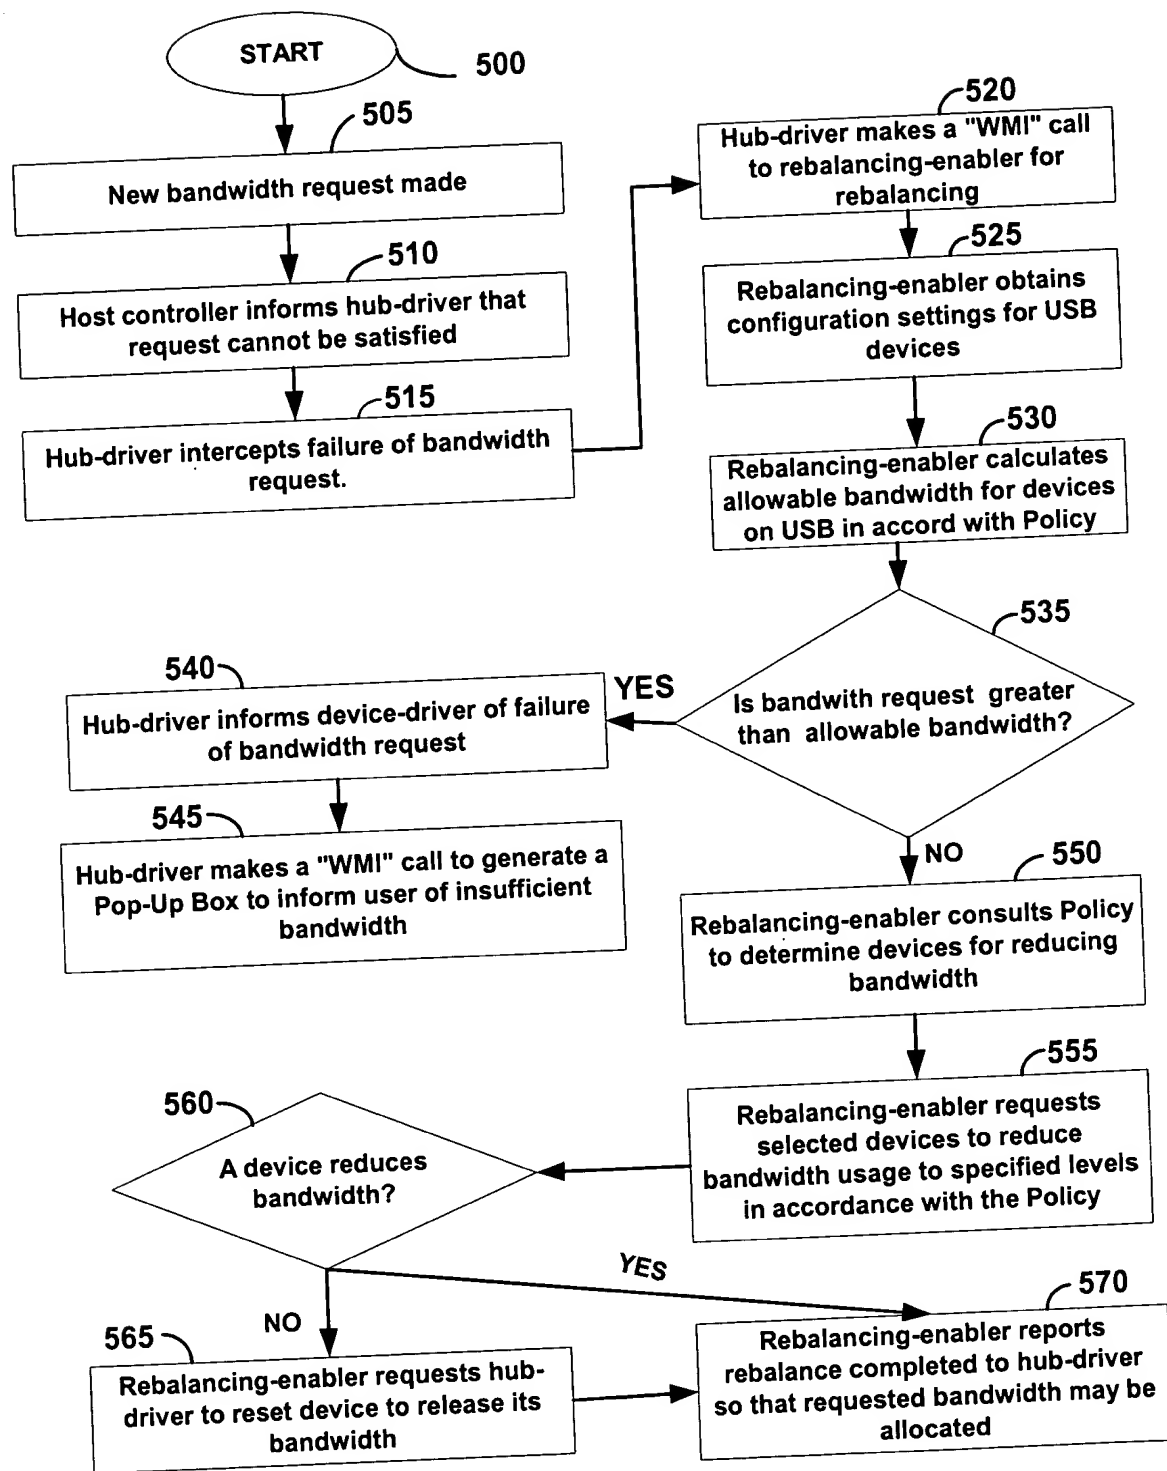 START
500
505
New bandwidth request made
510
Host controller informs hub-driver that
request cannot be satisfied
515
Hub-driver intercepts failure of bandwidth
request.
520
Hub-driver makes a "WMI" call
to rebalancing-enabler for
rebalancing
525
Rebalancing-enabler obtains
configuration settings for USB
devices
530
Rebalancing-enabler calculates
allowable bandwidth for devices
on USB in accord with Policy
535
Is bandwith request greater
than allowable bandwidth?
YES
540
Hub-driver informs device-driver of failure
of bandwidth request
545
Hub-driver makes a "WMI" call to generate a
Pop-Up Box to inform user of insufficient
bandwidth
NO
550
Rebalancing-enabler consults Policy
to determine devices for reducing
bandwidth
555
Rebalancing-enabler requests
selected devices to reduce
bandwidth usage to specified levels
in accordance with the Policy
560
A device reduces
bandwidth?
YES
NO
565
Rebalancing-enabler requests hub-
driver to reset device to release its
bandwidth
570
Rebalancing-enabler reports
rebalance completed to hub-driver
so that requested bandwidth may be
allocated